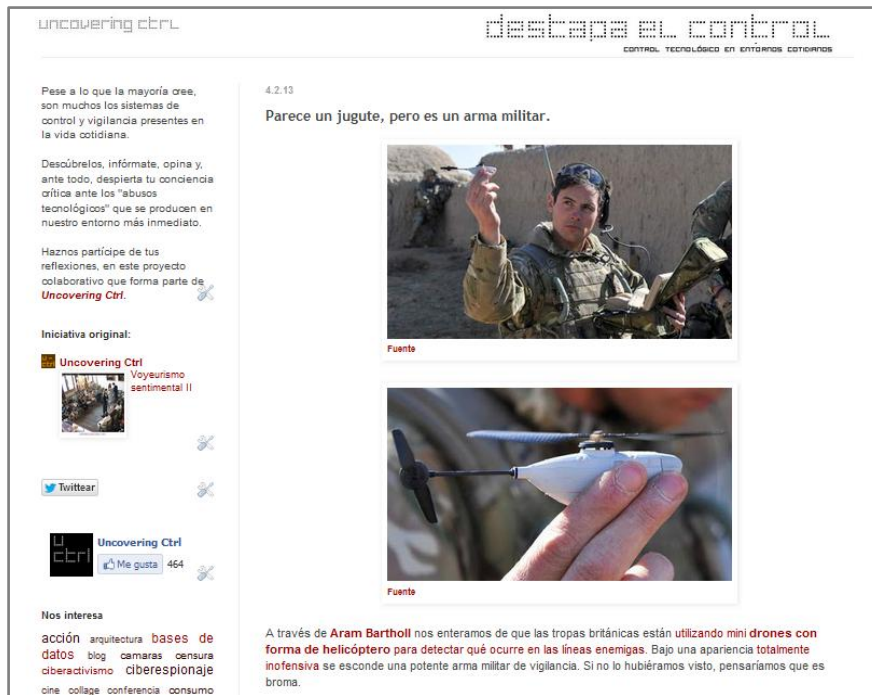 uncovering ctrl
destapa el control
CONTROL TECNOLÓGICO EN ENTORNOS COTIDIANOS
Pese a lo que la mayoría cree,
son muchos los sistemas de
control y vigilancia presentes en
la vida cotidiana.
Descúbrelos, infórmate, opina y,
ante todo, despierta tu conciencia
crítica ante los "abusos
tecnológicos" que se producen en
nuestro entorno más inmediato.
Haznos partícipe de tus
reflexiones, en este proyecto
colaborativo que forma parte de
Uncovering Ctrl.
Iniciativa original:
Uncovering Ctrl
Voyeurismo
sentimental II
Twittear
U
ctrl
Uncovering Ctrl
Me gusta 464
Nos interesa
acción arquitectura bases de
datos blog camaras censura
ciberactivismo ciberespionaje
cine collage conferencia consumo
4.2.13
Parece un jugute, pero es un arma militar.
Fuente
Fuente
A través de Aram Bartholl nos enteramos de que las tropas británicas están utilizando mini drones con
forma de helicóptero para detectar qué ocurre en las líneas enemigas. Bajo una apariencia totalmente
inofensiva se esconde una potente arma militar de vigilancia. Si no lo hubiéramos visto, pensaríamos que es
broma.